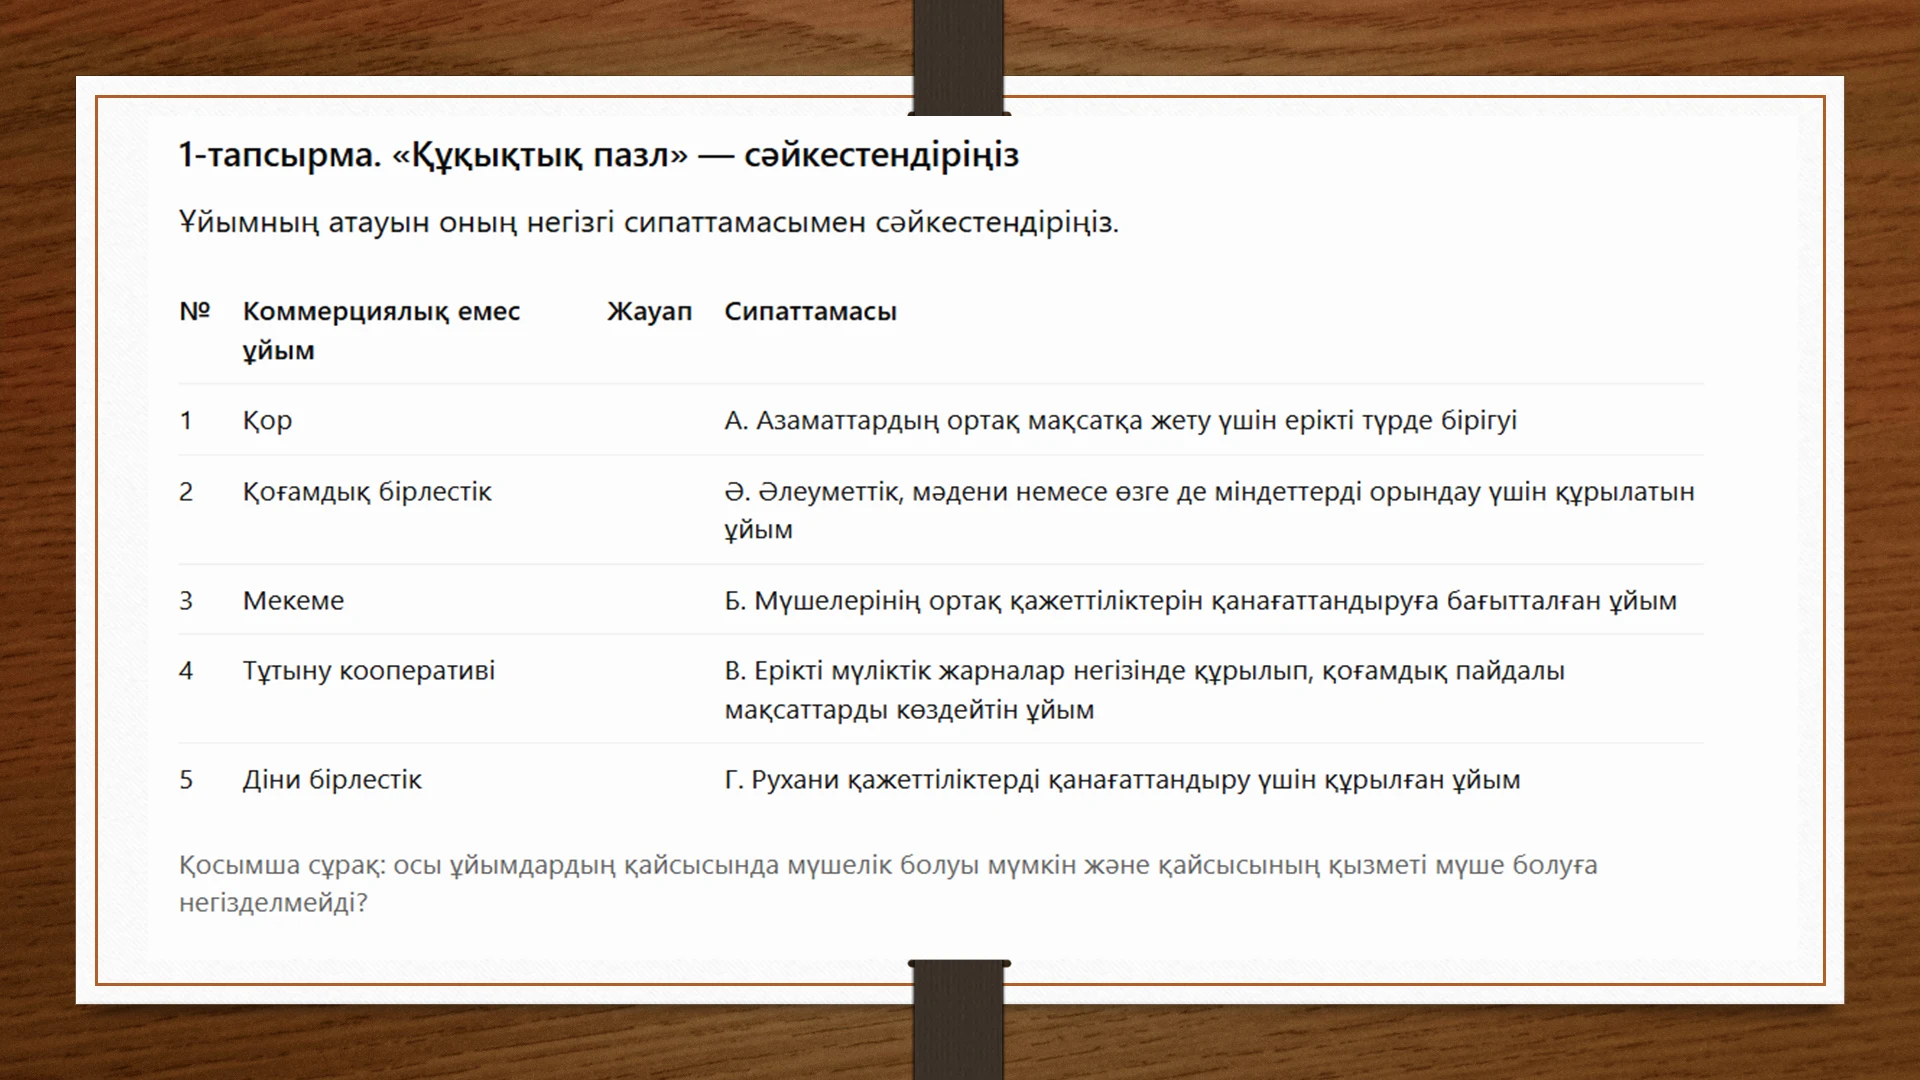 1-тапсырма. «Құқықтық пазл» — сәйкестендіріңіз
Ұйымның атауын оның негізгі сипаттамасымен сәйкестендіріңіз.
№ Коммерциялық емес ұйым Жауап Сипаттамасы
1 Қор А. Азаматтардың ортақ мақсатқа жету үшін ерікті түрде бірігуі
2 Қоғамдық бірлестік Ә. Әлеуметтік, мәдени немесе өзге де міндеттерді орындау үшін құрылатын
ұйым
3 Мекеме Б. Мүшелерінің ортақ қажеттіліктерін қанағаттандыруға бағытталған ұйым
4 Тұтыну кооперативі В. Ерікті мүліктік жарналар негізінде құрылып, қоғамдық пайдалы
мақсаттарды көздейтін ұйым
5 Діни бірлестік Г. Рухани қажеттіліктерді қанағаттандыру үшін құрылған ұйым
Қосымша сұрақ: осы ұйымдардың қайсысында мүшелік болуы мүмкін және қайсысының қызметі мүше болуға
негізделмейді?